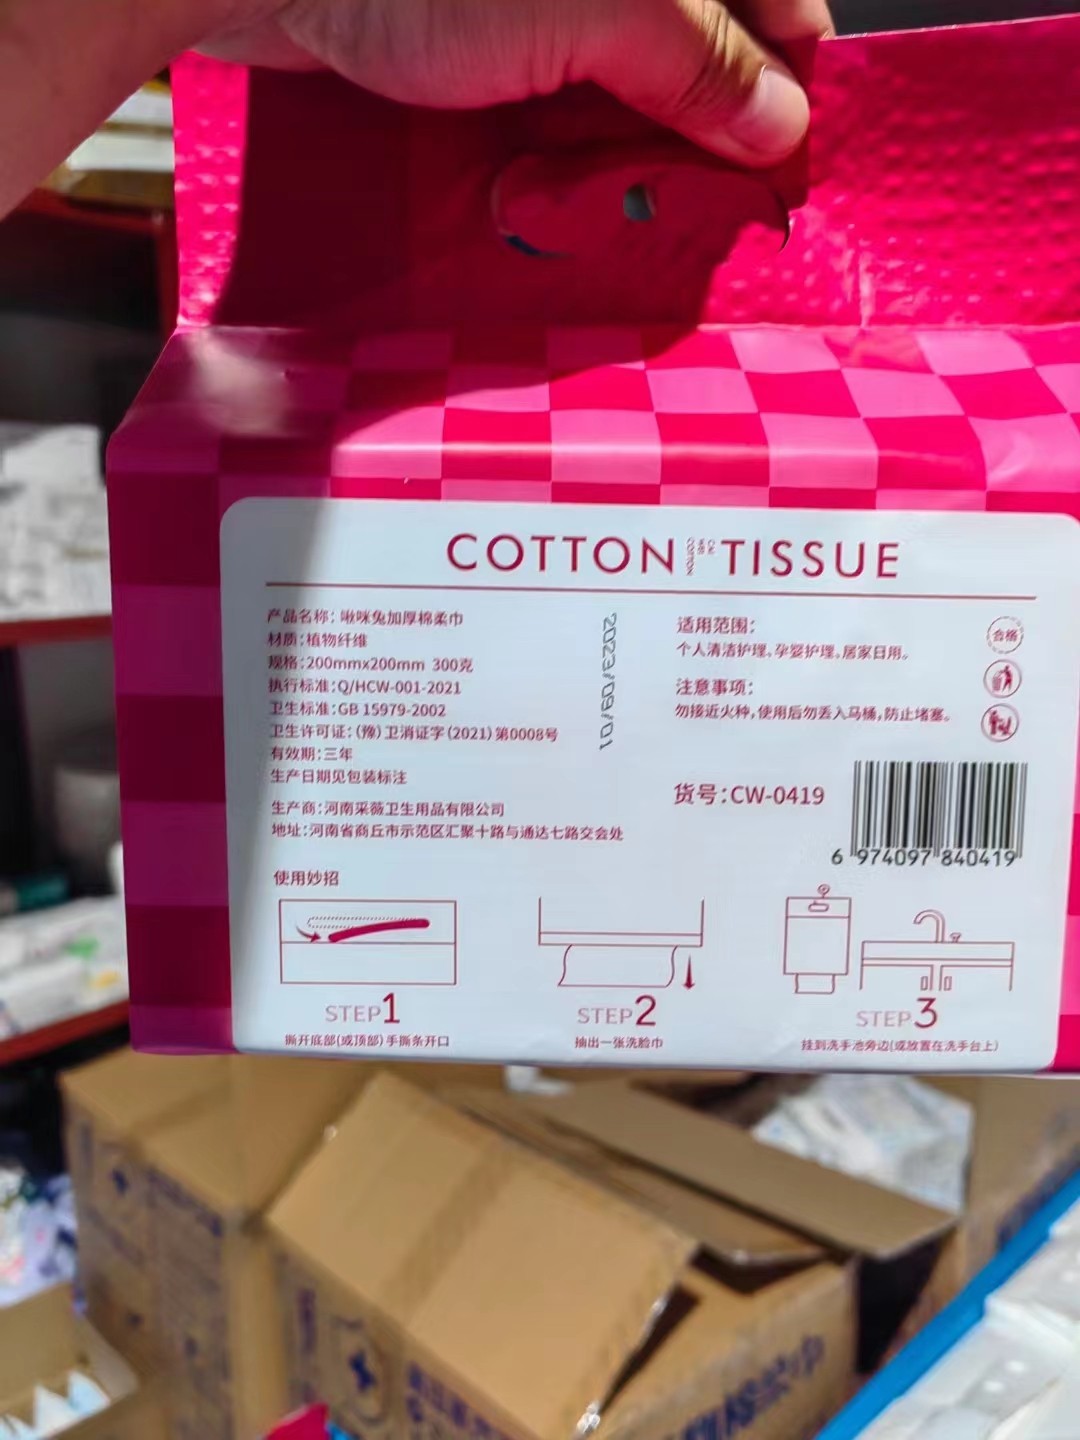 COTTON TISSUE
产品名称：啾咪兔加厚棉柔巾
材质：植物纤维
规格：200mmx200mm 300克
执行标准：Q/HCW-001-2021
卫生标准：GB 15979-2002
卫生许可证：(豫)卫消证字(2021)第0008号
有效期：三年
生产日期见包装标注
生产商：河南采薇卫生用品有限公司
地址：河南省商丘市示范区汇聚十路与通达七路交会处
2023/09/01
适用范围：
个人清洁护理、孕婴护理、居家日用。
注意事项：
勿接近火种，使用后勿丢入马桶，防止堵塞。
合格
货号：CW-0419
6 974097 840419
使用妙招
STEP1
撕开底部(或顶部)手撕条开口
STEP2
抽出一张洗脸巾
STEP3
挂到洗手池旁边(或放置在洗手台上)